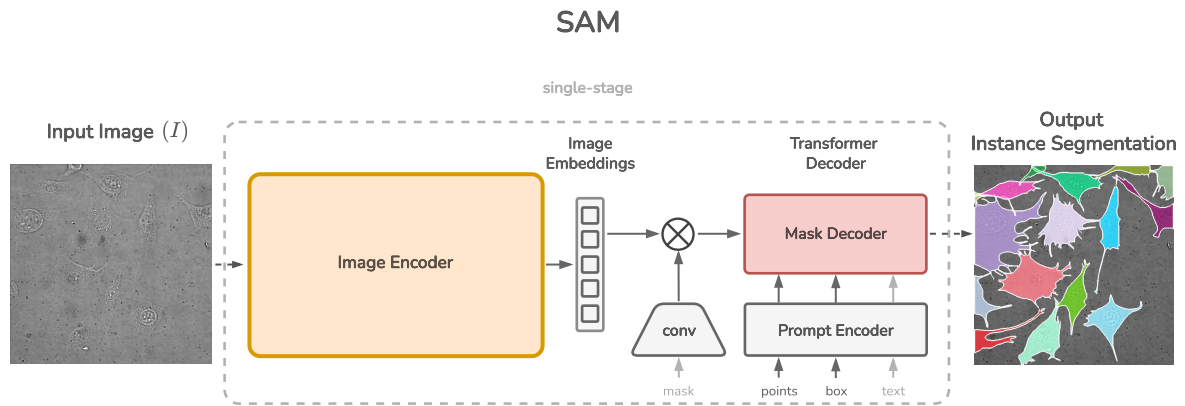 SAM
single-stage
Input Image (I)
Image
Embeddings
Transformer
Decoder
Output
Instance Segmentation
Image Encoder
Mask Decoder
conv
Prompt Encoder
mask
points
box
text